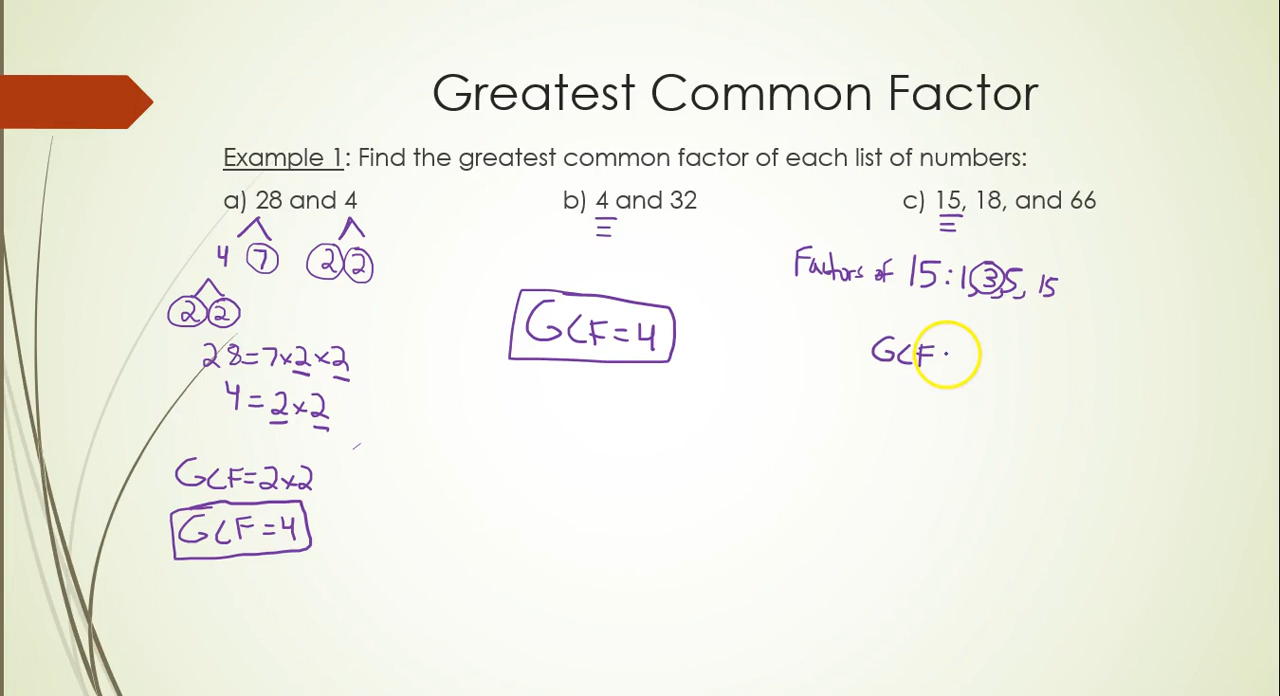 Greatest Common Factor
Example 1: Find the greatest common factor of each list of numbers:
a) 28 and 4
4 7 2 2
2 2
28=7×2×2
4=2×2
GCF=2×2
GCF=4
b) 4 and 32
GCF=4
c) 15, 18, and 66
Factors of 15: 1,3,5, 15
GCF